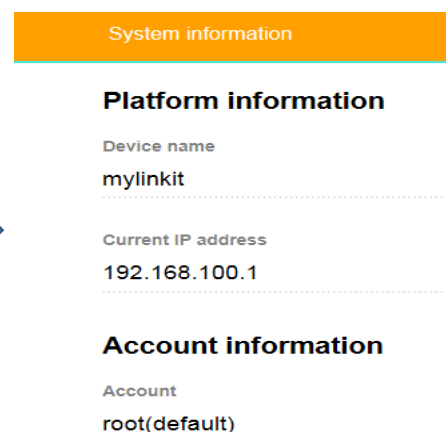 System information
Platform information
Device name
mylinkit
Current IP address
192.168.100.1
Account information
Account
root(default)